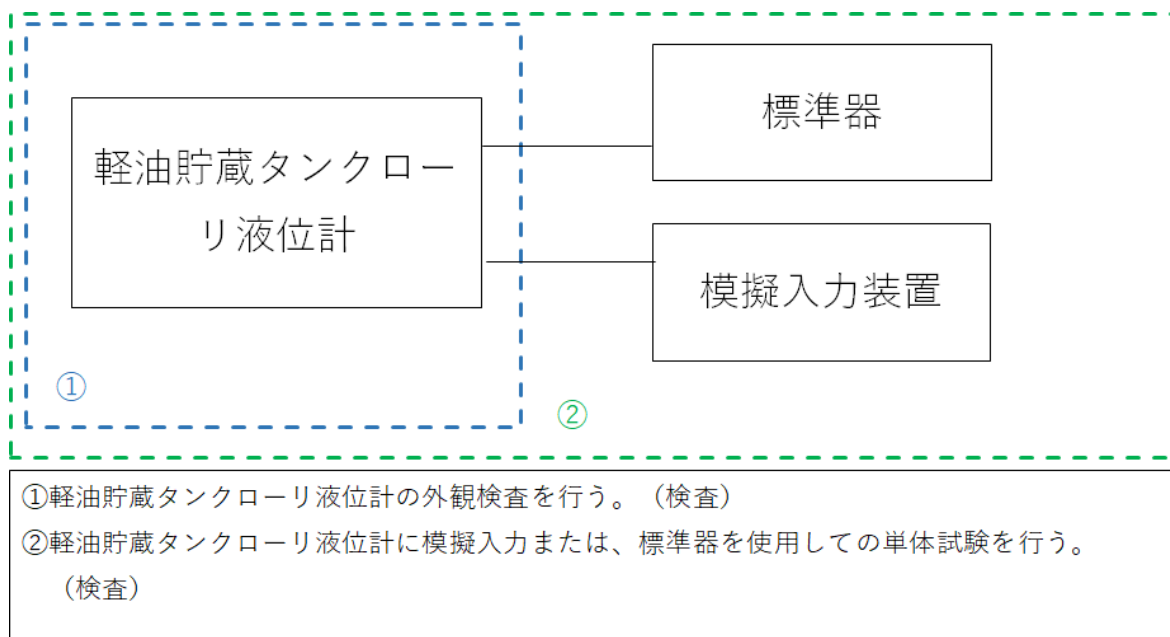 軽油貯蔵タンクロー
リ液位計
標準器
模擬入力装置
①
②
①軽油貯蔵タンクローリ液位計の外観検査を行う。（検査）
②軽油貯蔵タンクローリ液位計に模擬入力または、標準器を使用しての単体試験を行う。
（検査）